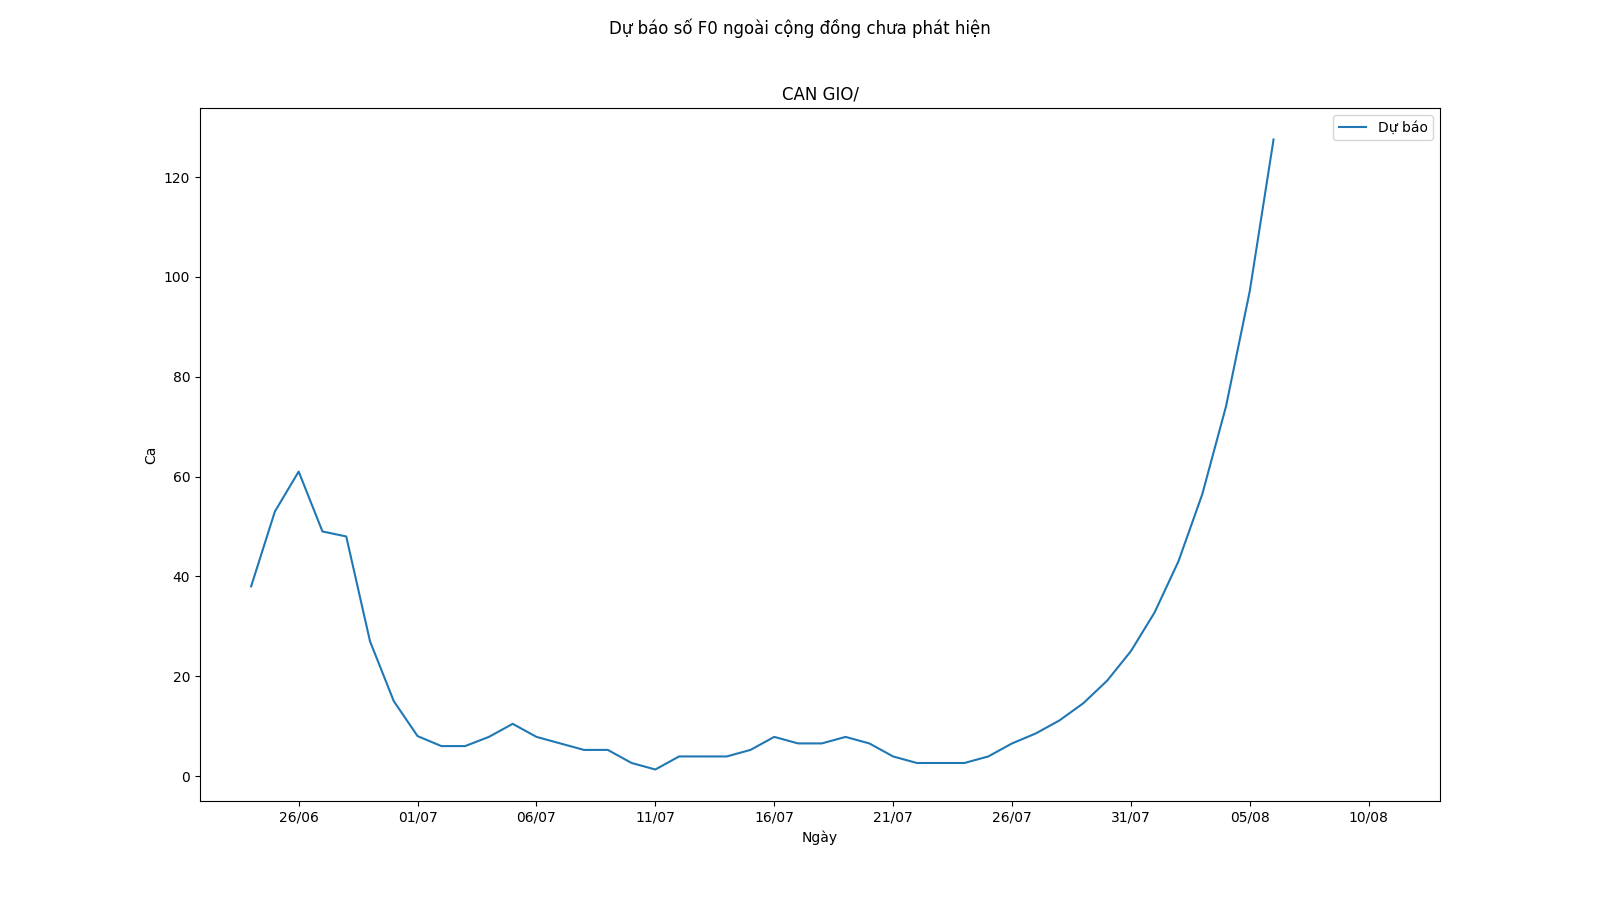 Dự báo số F0 ngoài cộng đồng chưa phát hiện
CAN GIO/
Dự báo
120
100
80
60
40
20
0
Ca
26/06 01/07 06/07 11/07 16/07 21/07 26/07 31/07 05/08 10/08
Ngày